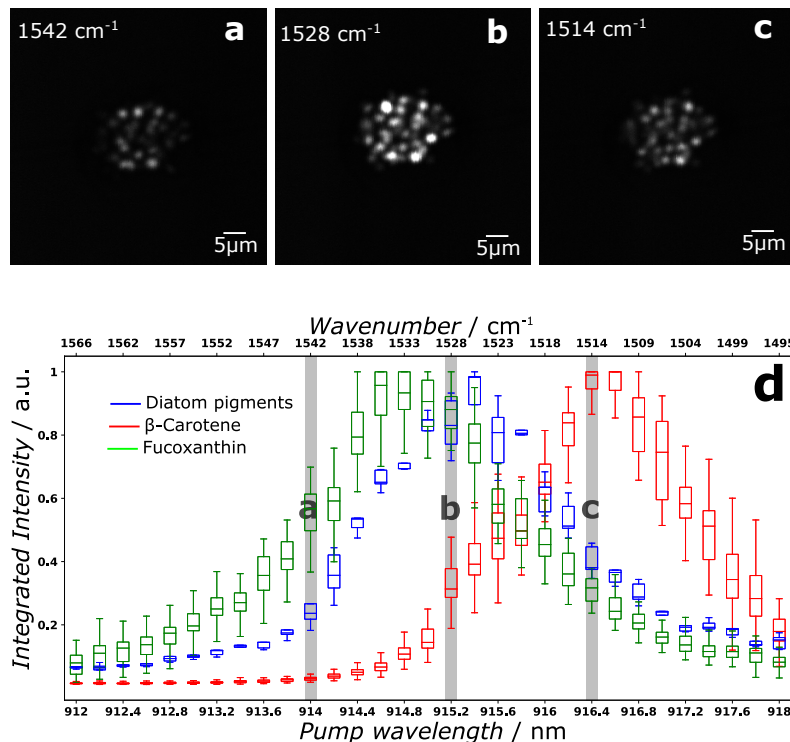 1542 cm⁻¹
a
1528 cm⁻¹
b
1514 cm⁻¹
c
5µm
5µm
5µm
Wavenumber / cm⁻¹
1566 1562 1557 1552 1547 1542 1538 1533 1528 1523 1518 1514 1509 1504 1499 1495
d
Diatom pigments
β-Carotene
Fucoxanthin
a
b
c
Integrated Intensity / a.u.
1
0.8
0.6
0.4
0.2
912 912.4 912.8 913.2 913.6 914 914.4 914.8 915.2 915.6 916 916.4 916.8 917.2 917.6 918
Pump wavelength / nm